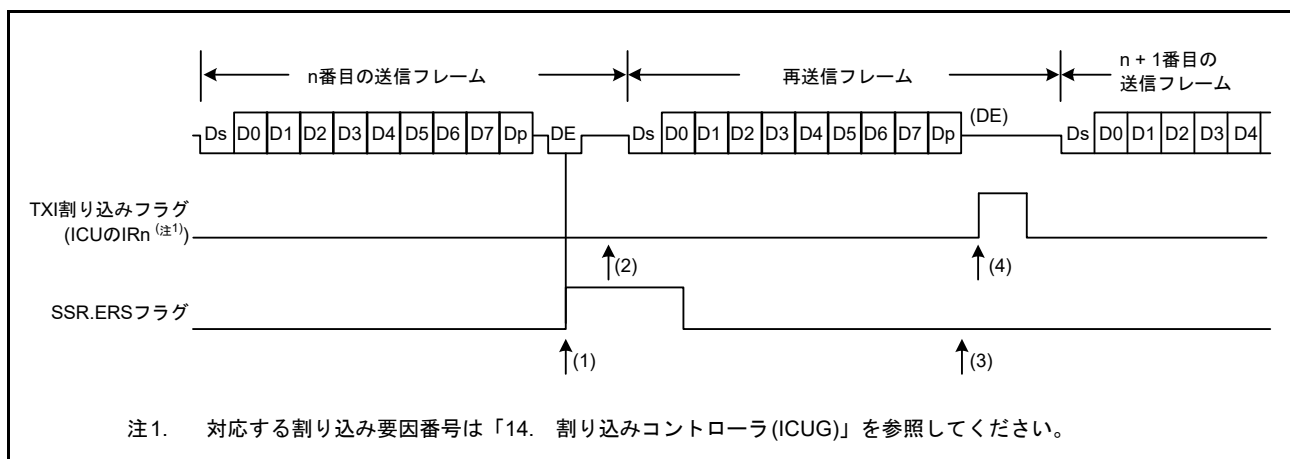 n番目の送信フレーム
再送信フレーム
n + 1番目の
送信フレーム
Ds D0 D1 D2 D3 D4 D5 D6 D7 Dp DE Ds D0 D1 D2 D3 D4 D5 D6 D7 Dp (DE) Ds D0 D1 D2 D3 D4
TXI割り込みフラグ
(ICUのIRn (注1))
(2)
(4)
SSR.ERSフラグ
(1)
(3)
注1. 対応する割り込み要因番号は「14. 割り込みコントローラ(ICUG)」を参照してください。